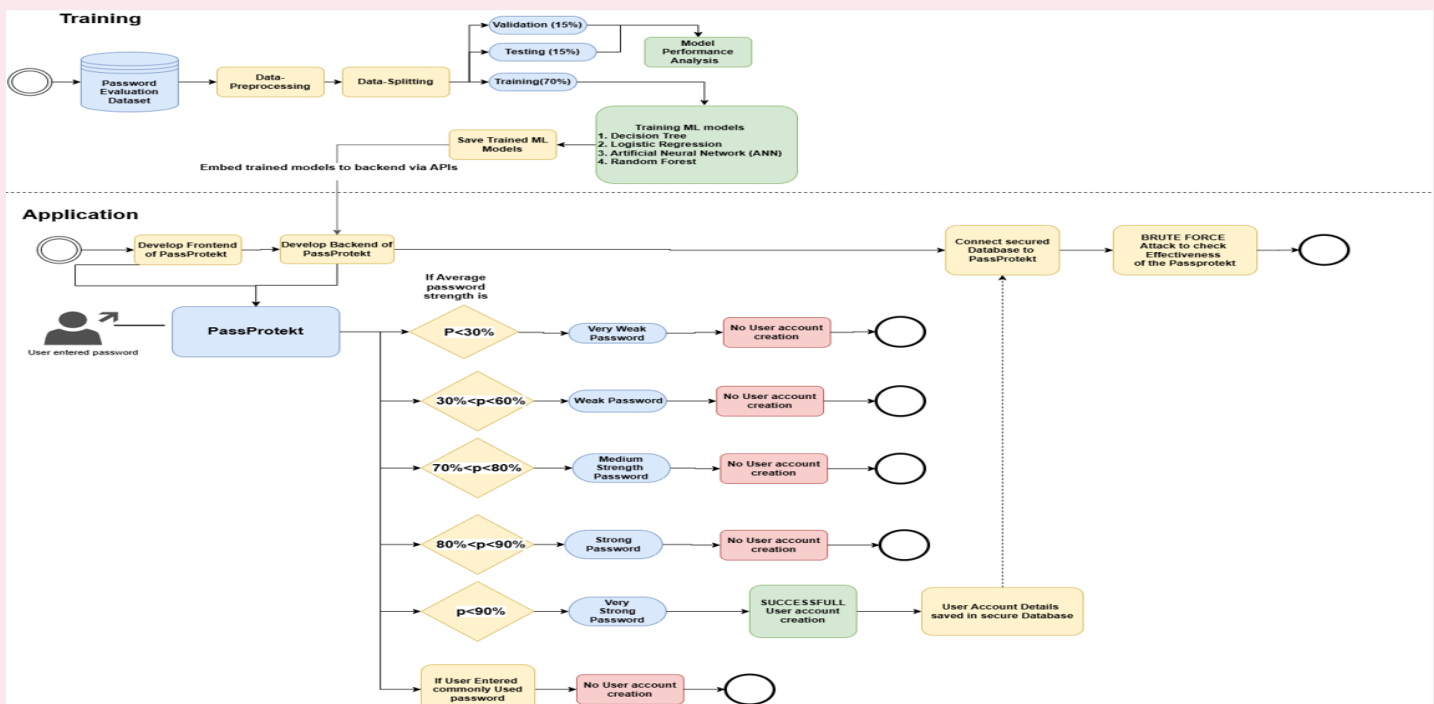 Training
Validation (15%)
Testing (15%)
Training(70%)
Model
Performance
Analysis
Password
Evaluation
Dataset
Data-
Preprocessing
Data-Splitting
Training ML models
1. Decision Tree
2. Logistic Regression
3. Artificial Neural Network (ANN)
4. Random Forest
Save Trained ML
Models
Embed trained models to backend via APIs
Application
Develop Frontend
of PassProtekt
Develop Backend of
PassProtekt
Connect secured
Database to
PassProtekt
BRUTE FORCE
Attack to check
Effectiveness
of the Passprotekt
If Average
password
strength is
User entered password
PassProtekt
P<30%
Very Weak
Password
No User account
creation
30%<p<60%
Weak Password
No User account
creation
70%<p<80%
Medium
Strength
Password
No User account
creation
80%<p<90%
Strong
Password
No User account
creation
p<90%
Very
Strong
Password
SUCCESSFULL
User account
creation
User Account Details
saved in secure Database
If User Entered
commonly Used
password
No User account
creation